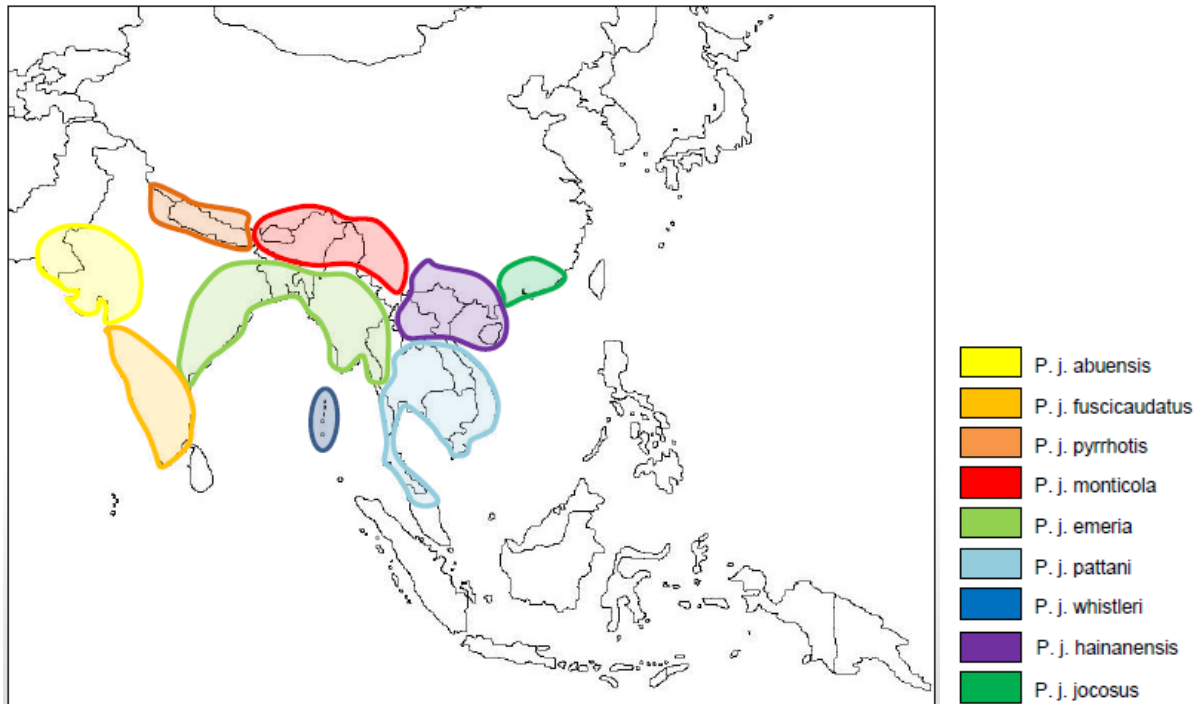 P. j. abuensis
P. j. fuscicaudatus
P. j. pyrrhotis
P. j. monticola
P. j. emeria
P. j. pattani
P. j. whistleri
P. j. hainanensis
P. j. jocosus